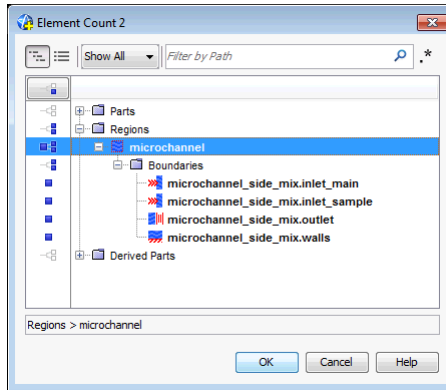 Element Count 2
Show All Filter by Path .*
Parts
Regions
microchannel
Boundaries
microchannel_side_mix.inlet_main
microchannel_side_mix.inlet_sample
microchannel_side_mix.outlet
microchannel_side_mix.walls
Derived Parts
Regions > microchannel
OK Cancel Help